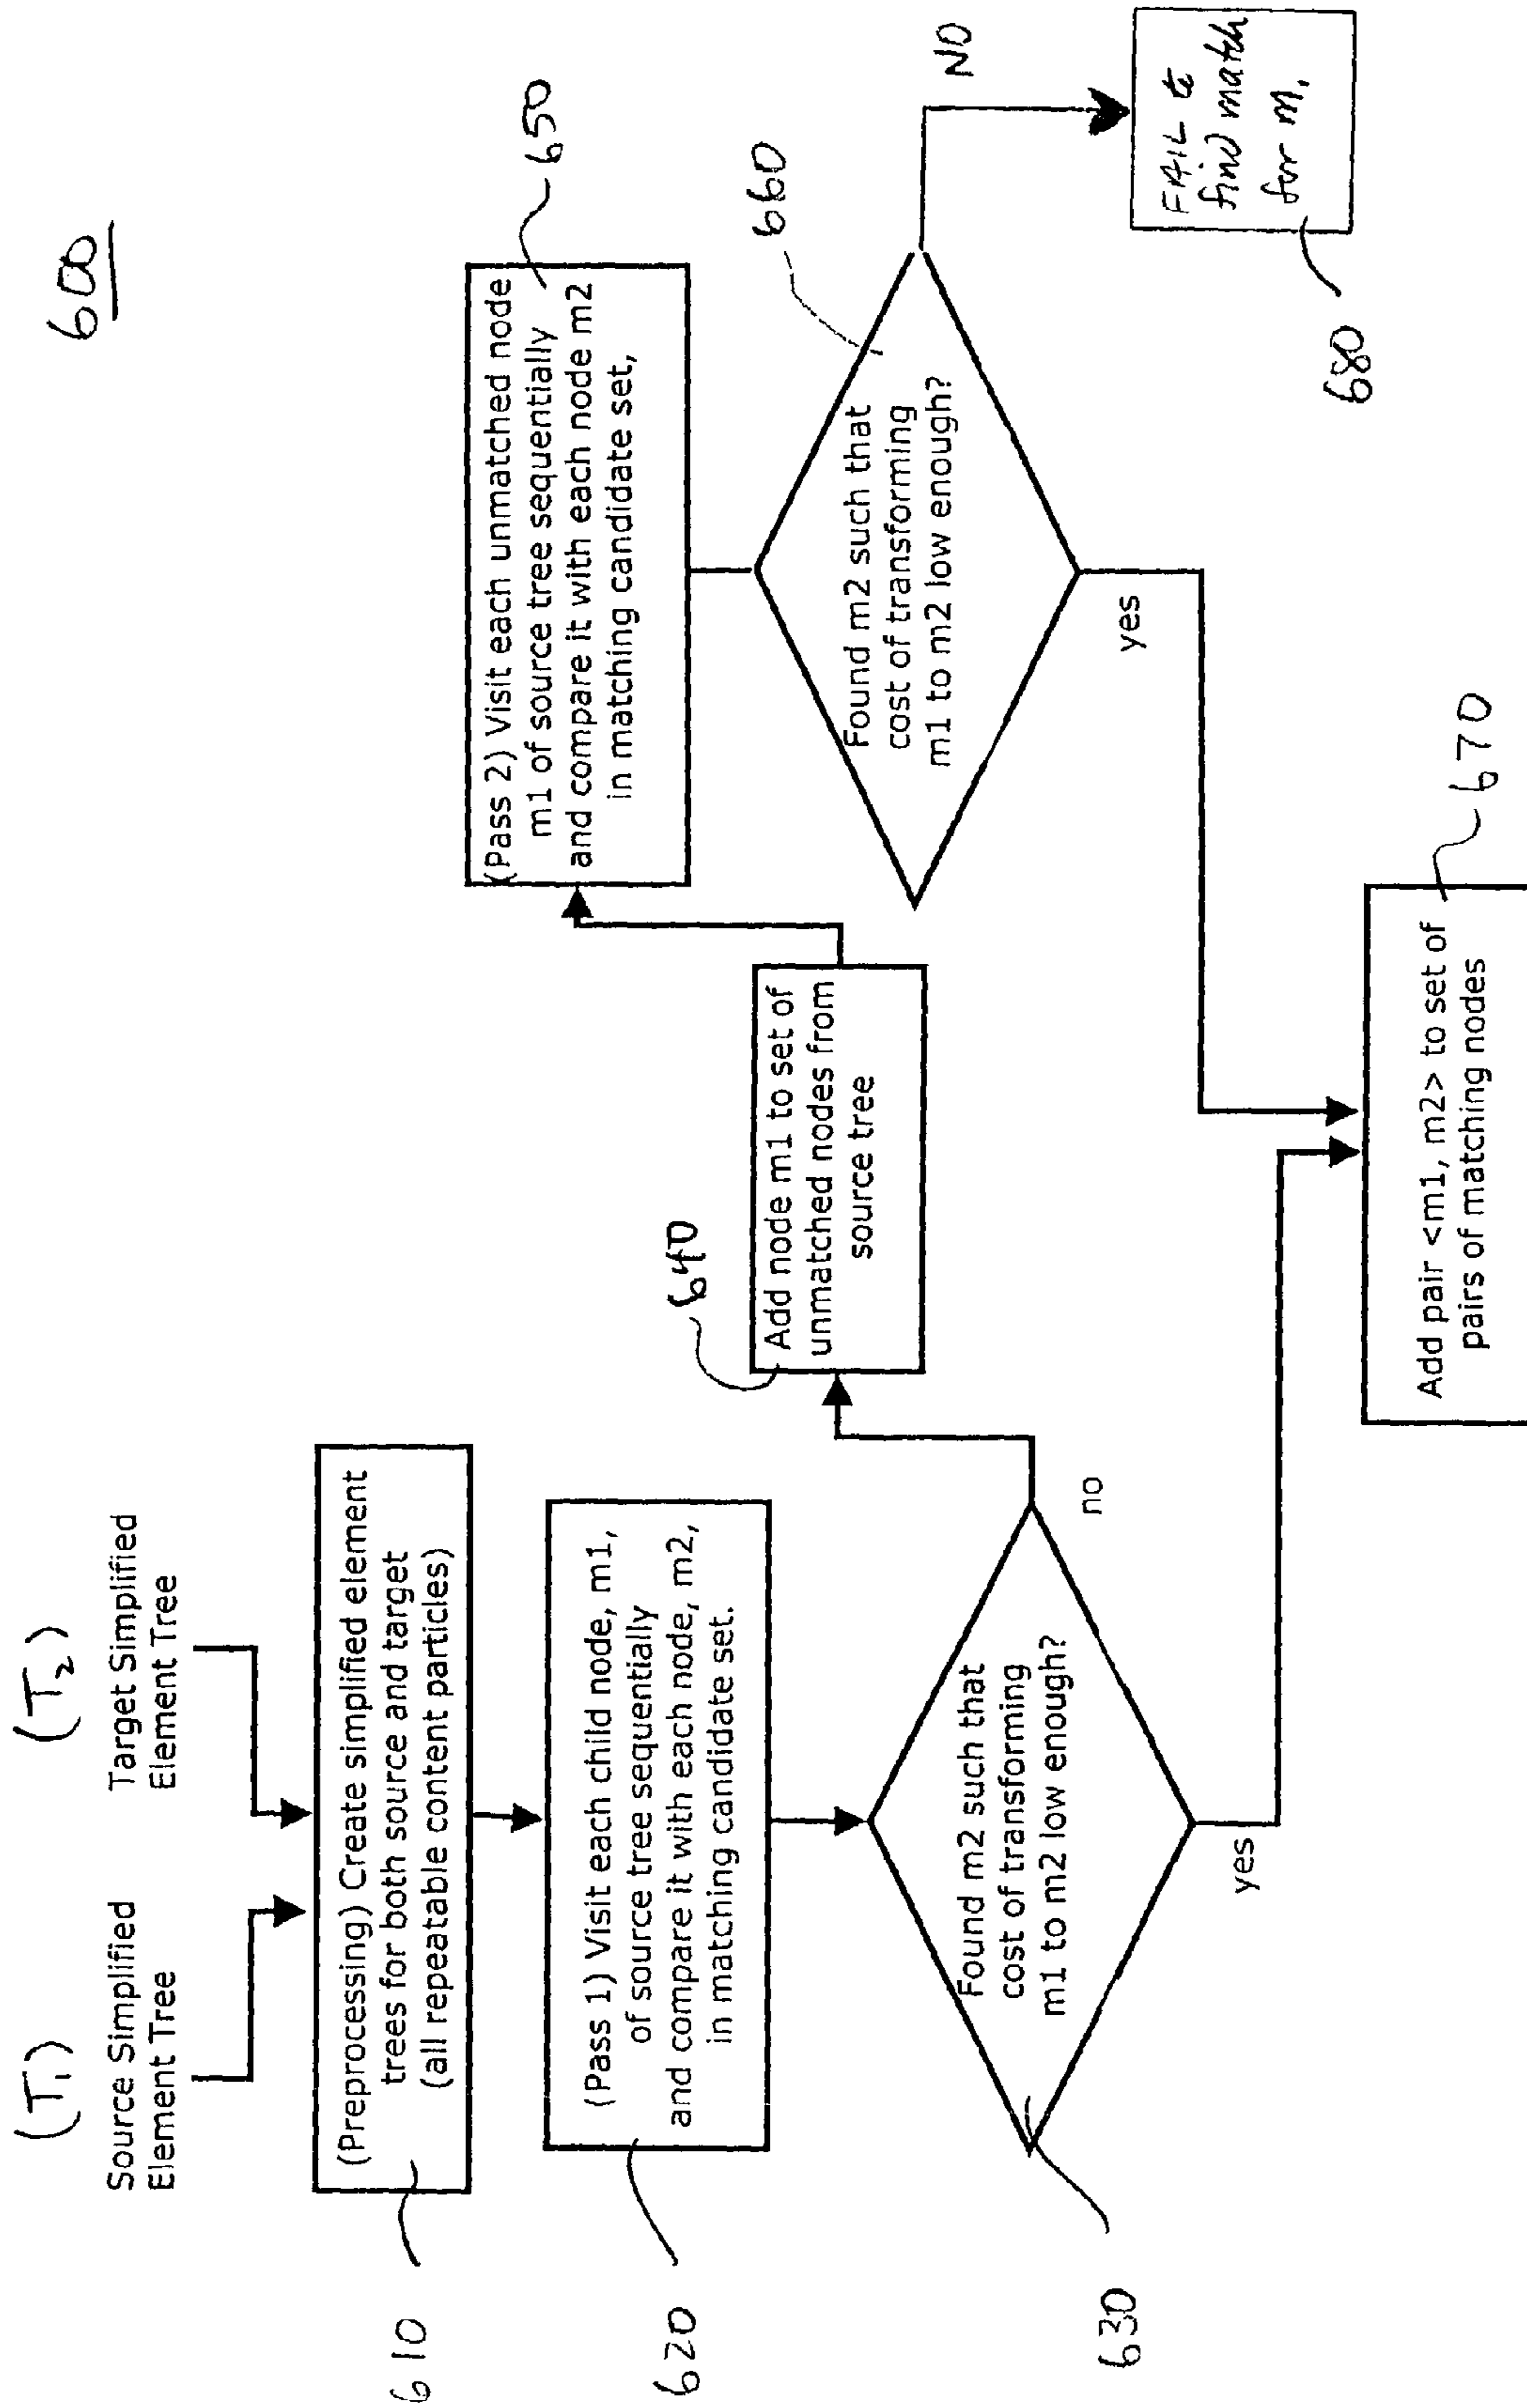 600
(T1)
Source Simplified
Element Tree
(T2)
Target Simplified
Element Tree
610
(Preprocessing) Create simplified element
trees for both source and target
(all repeatable content particles)
620
(Pass 1) Visit each child node, m1,
of source tree sequentially
and compare it with each node, m2,
in matching candidate set.
630
Found m2 such that
cost of transforming
m1 to m2 low enough?
no
yes
640
Add node m1 to set of
unmatched nodes from
source tree
650
(Pass 2) Visit each unmatched node
m1 of source tree sequentially
and compare it with each node m2
in matching candidate set,
660
Found m2 such that
cost of transforming
m1 to m2 low enough?
NO
yes
670
Add pair <m1, m2> to set of
pairs of matching nodes
680
FAIL to
find match
for m1